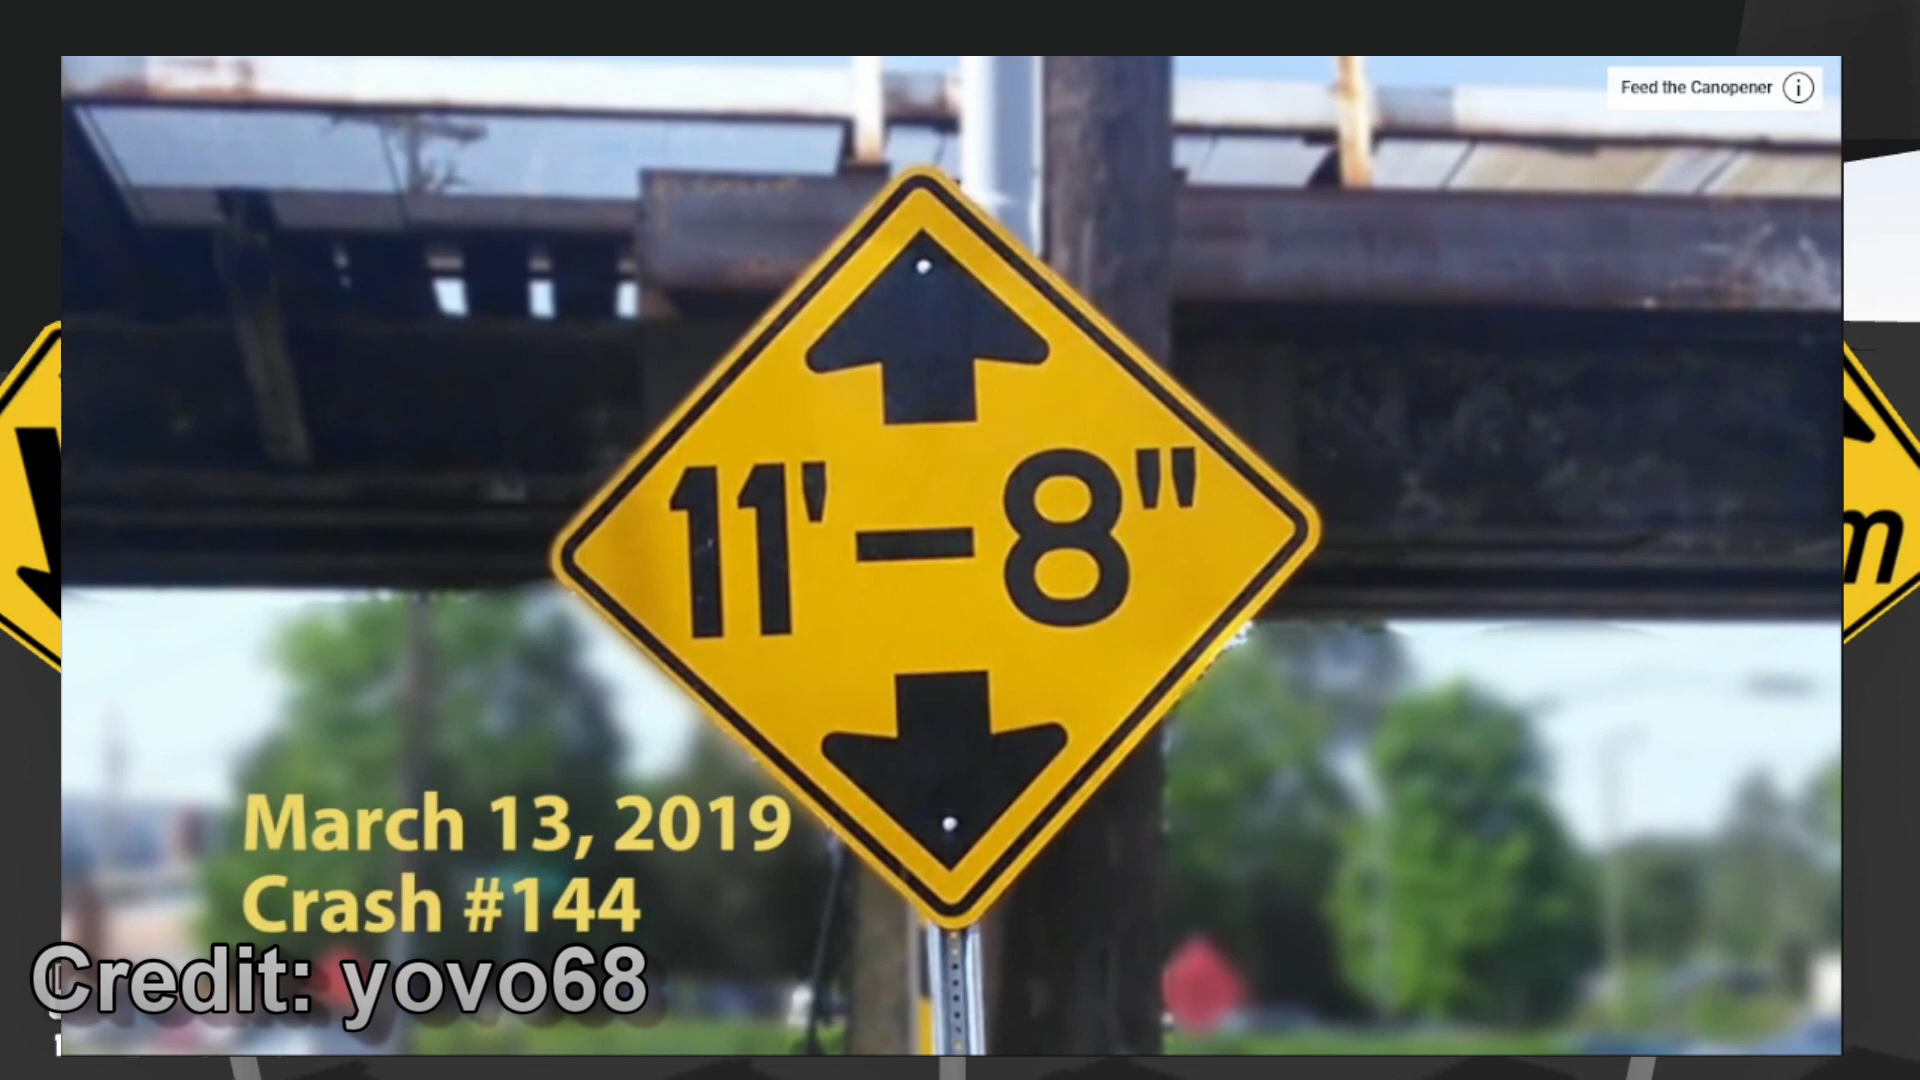 Feed the Canopener
11'–8"
March 13, 2019
Crash #144
Credit: yovo68
m